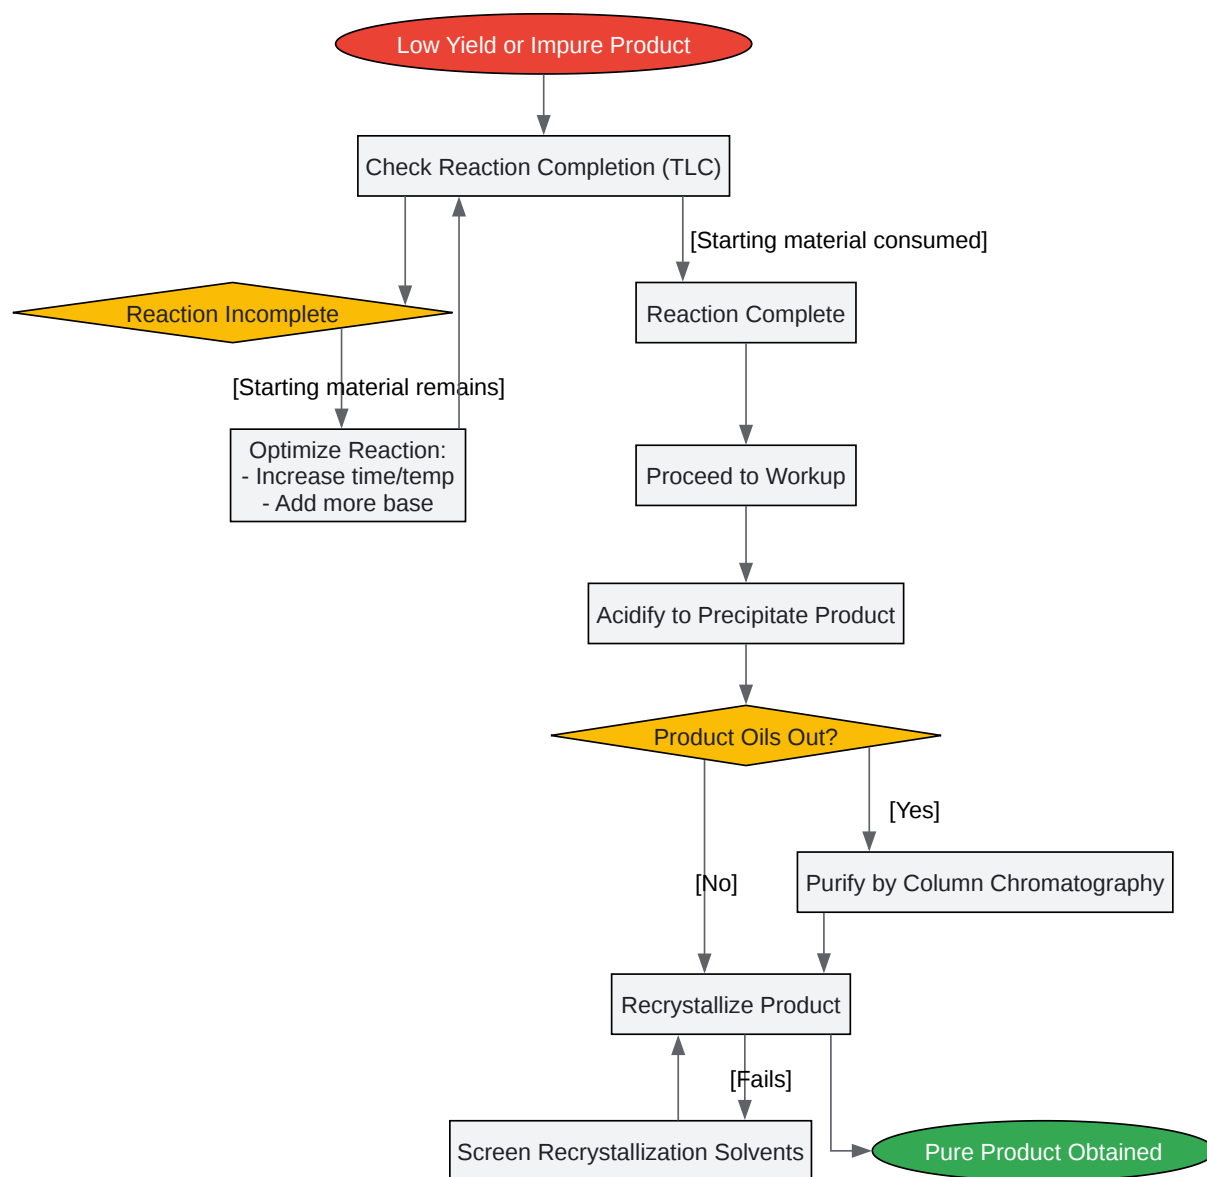 Low Yield or Impure Product
Check Reaction Completion (TLC)
[Starting material consumed]
Reaction Incomplete
Reaction Complete
[Starting material remains]
Optimize Reaction:
- Increase time/temp
- Add more base
Proceed to Workup
Acidify to Precipitate Product
Product Oils Out?
[Yes]
[No]
Purify by Column Chromatography
Recrystallize Product
[Fails]
Screen Recrystallization Solvents
Pure Product Obtained